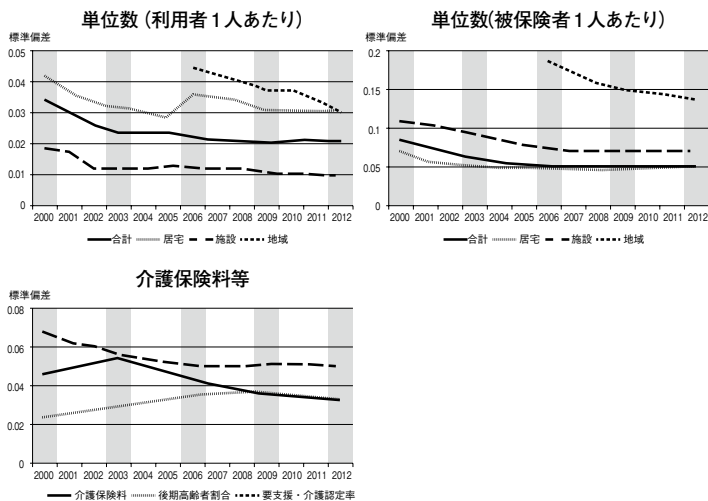 単位数（利用者１人あたり）
標準偏差
0.05
0.04
0.03
0.02
0.01
0
2000 2001 2002 2003 2004 2005 2006 2007 2008 2009 2010 2011 2012
合計 居宅 施設 地域
単位数(被保険者１人あたり)
標準偏差
0.2
0.15
0.1
0.05
0
2000 2001 2002 2003 2004 2005 2006 2007 2008 2009 2010 2011 2012
合計 居宅 施設 地域
介護保険料等
標準偏差
0.08
0.06
0.04
0.02
0
2000 2001 2002 2003 2004 2005 2006 2007 2008 2009 2010 2011 2012
介護保険料 後期高齢者割合 要支援・介護認定率